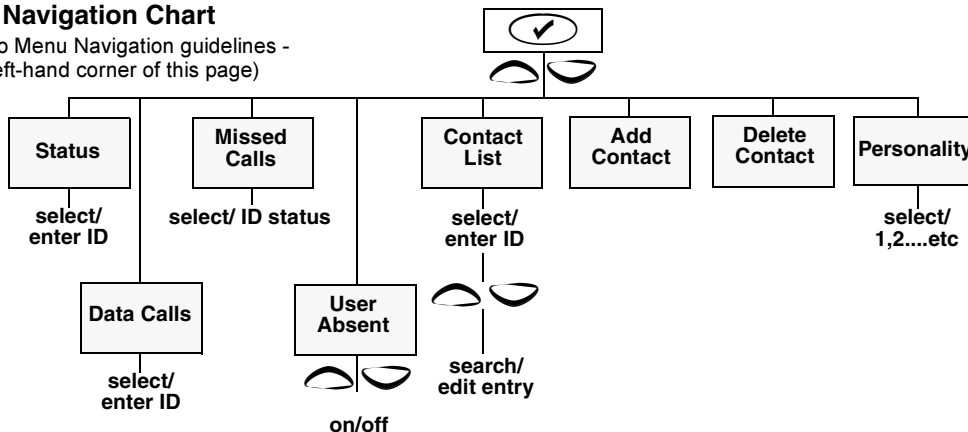 Navigation Chart
o Menu Navigation guidelines -
eft-hand corner of this page)
Status
Missed
Calls
Contact
List
Add
Contact
Delete
Contact
Personality
select/
enter ID
select/ ID status
select/
enter ID
select/
1,2....etc
Data Calls
User
Absent
select/
enter ID
on/off
search/
edit entry